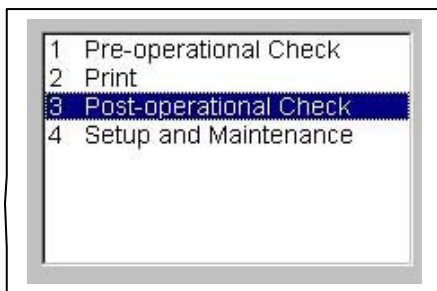 1 Pre-operational Check
2 Print
3 Post-operational Check
4 Setup and Maintenance